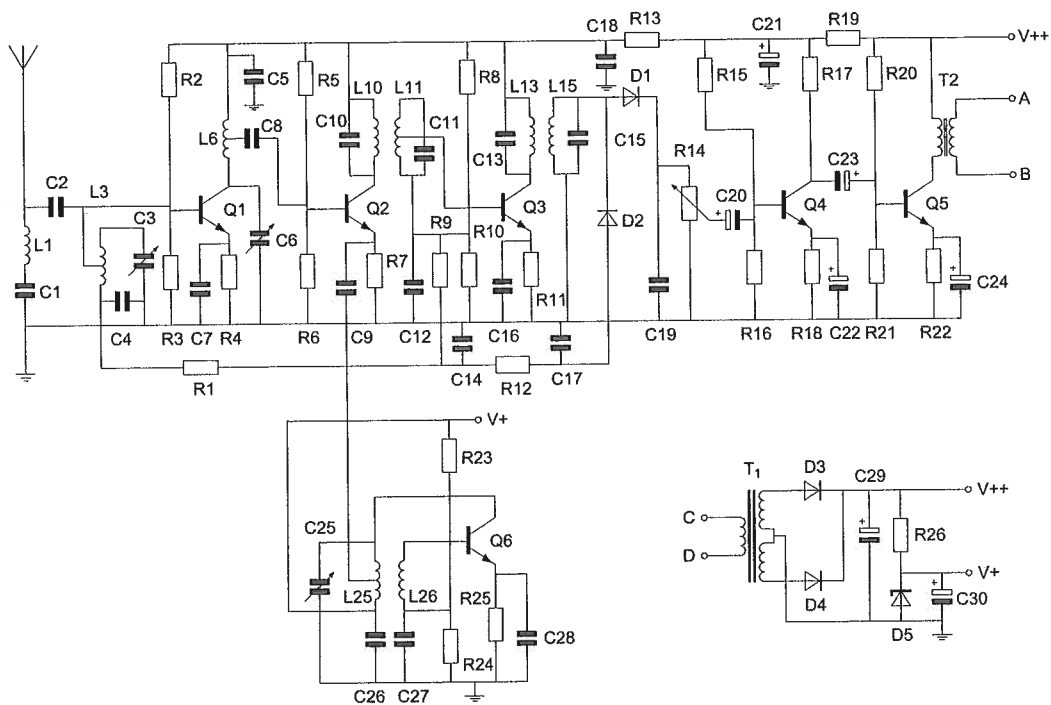 C18 R13 C21 R19 V++
R2 C5 R5 L10 L11 R8 L13 L15 D1 R15 R17 R20 T2
A
C8 L6 C10 C11 C13 C15 R14 C23
C2 L3 C20 B
Q1 Q2 Q3 Q4 Q5
C3 C6 R9 R10 D2
L1 R7
C1 R11 C24
C4 R3 C7 R4 R6 C9 C12 C16 C19 R16 R18 C22 R21 R22
R1 C14 R12 C17
V+
R23
T1 D3 C29 V++
C25 Q6 C R26
D V+
L25 L26 R25 D4 D5 C30
C28
R24
C26 C27